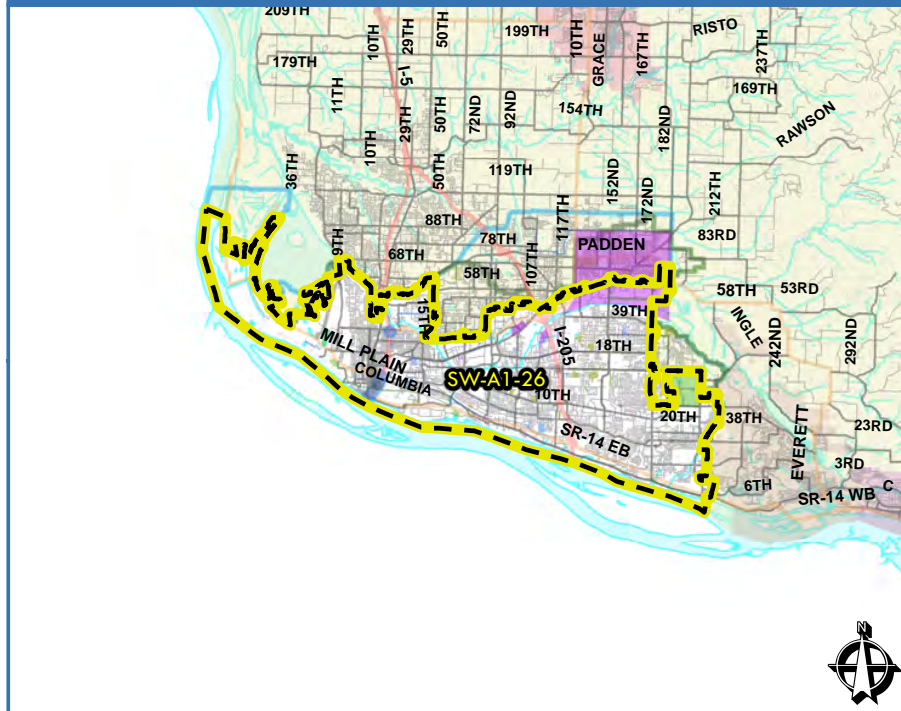 209TH
10TH
29TH
50TH
199TH
10TH
GRACE
167TH
RISTO
237TH
179TH
I-5
11TH
169TH
154TH
72ND
92ND
182ND
RAWSON
10TH
29TH
50TH
36TH
50TH
119TH
152ND
172ND
212TH
117TH
88TH
9TH
68TH
78TH
PADDEN
83RD
58TH
107TH
58TH
53RD
39TH
INGLE
242ND
292ND
15TH
I-205
18TH
MILL PLAIN
COLUMBIA
SW-A1-26
10TH
20TH
38TH
EVERETT
23RD
SR-14 EB
3RD
6TH
SR-14 WB
C
N